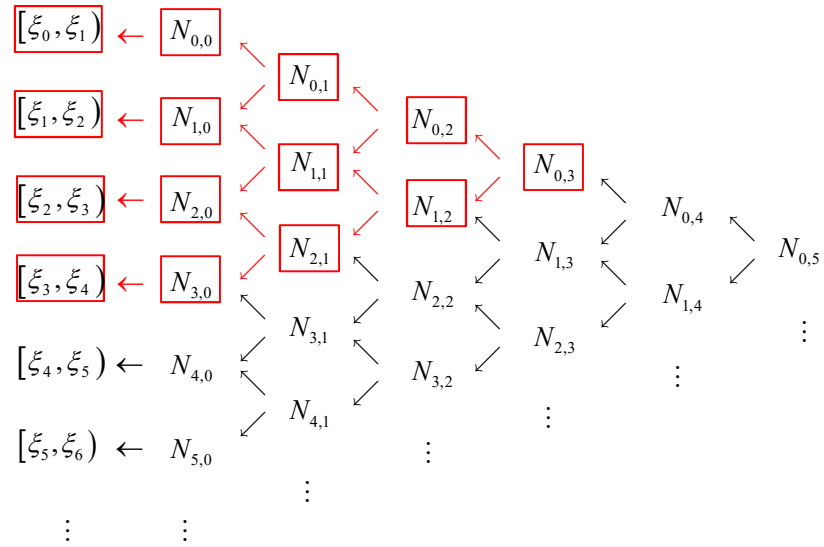 [ξ₀, ξ₁) ← N₀,₀
N₀,₁
[ξ₁, ξ₂) ← N₁,₀ N₀,₂
N₁,₁ N₀,₃
[ξ₂, ξ₃) ← N₂,₀ N₁,₂ N₀,₄
N₂,₁ N₁,₃ N₀,₅
[ξ₃, ξ₄) ← N₃,₀ N₂,₂ N₁,₄
N₃,₁ N₂,₃ ⋮
[ξ₄, ξ₅) ← N₄,₀ N₃,₂ ⋮
N₄,₁ ⋮
[ξ₅, ξ₆) ← N₅,₀ ⋮
⋮
⋮ ⋮